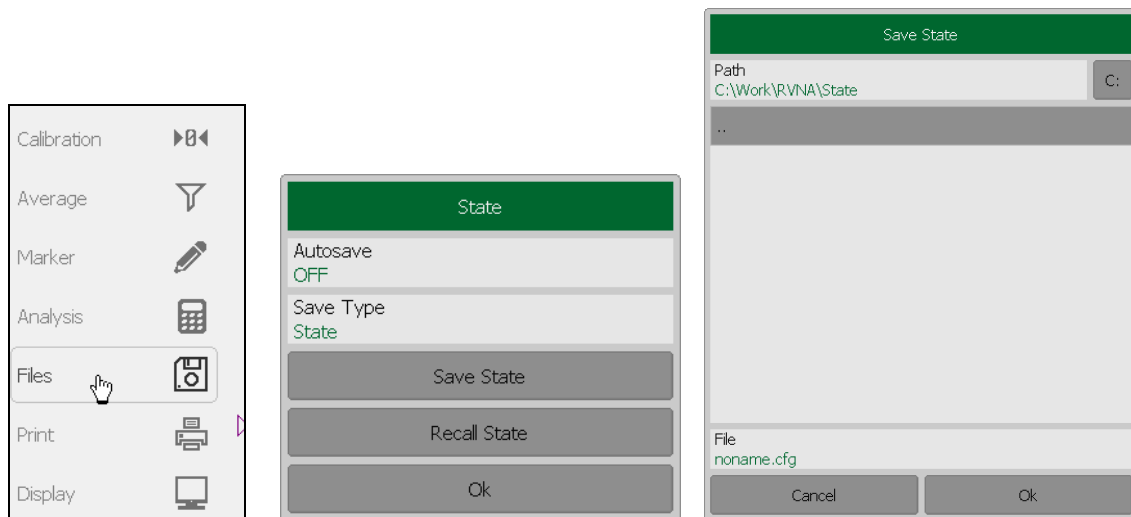 Calibration
Average
Marker
Analysis
Files
Print
Display
State
Autosave
OFF
Save Type
State
Save State
Recall State
Ok
Save State
Path
C:\Work\RVNA\State
C:
..
File
noname.cfg
Cancel
Ok